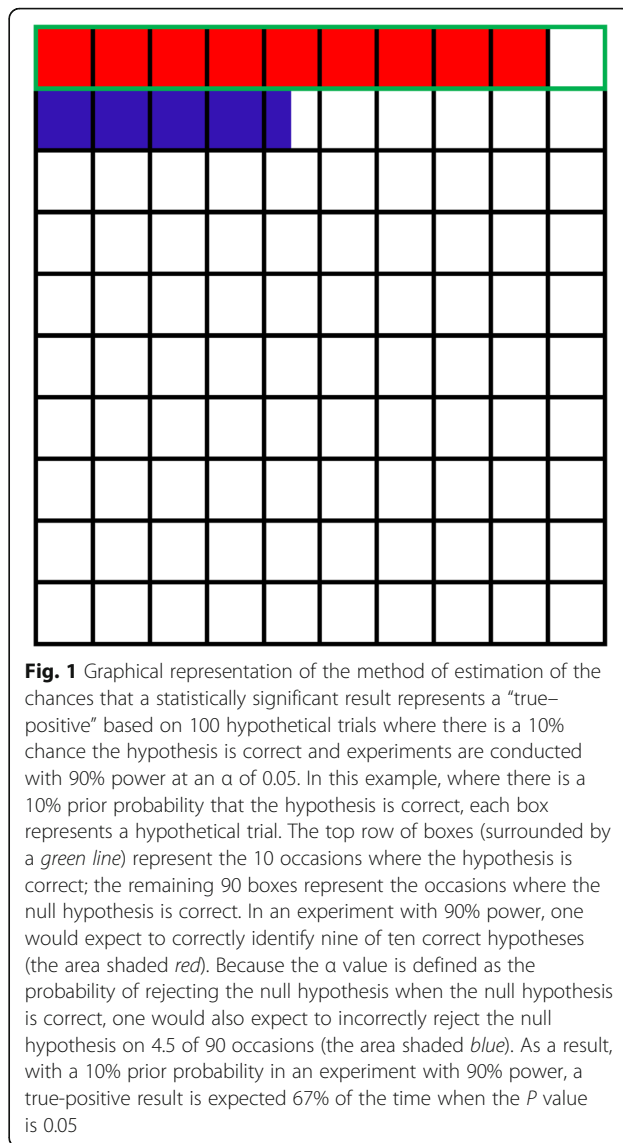 Fig. 1 Graphical representation of the method of estimation of the
chances that a statistically significant result represents a “true–
positive” based on 100 hypothetical trials where there is a 10%
chance the hypothesis is correct and experiments are conducted
with 90% power at an α of 0.05. In this example, where there is a
10% prior probability that the hypothesis is correct, each box
represents a hypothetical trial. The top row of boxes (surrounded by
a green line) represent the 10 occasions where the hypothesis is
correct; the remaining 90 boxes represent the occasions where the
null hypothesis is correct. In an experiment with 90% power, one
would expect to correctly identify nine of ten correct hypotheses
(the area shaded red). Because the α value is defined as the
probability of rejecting the null hypothesis when the null hypothesis
is correct, one would also expect to incorrectly reject the null
hypothesis on 4.5 of 90 occasions (the area shaded blue). As a result,
with a 10% prior probability in an experiment with 90% power, a
true-positive result is expected 67% of the time when the P value
is 0.05